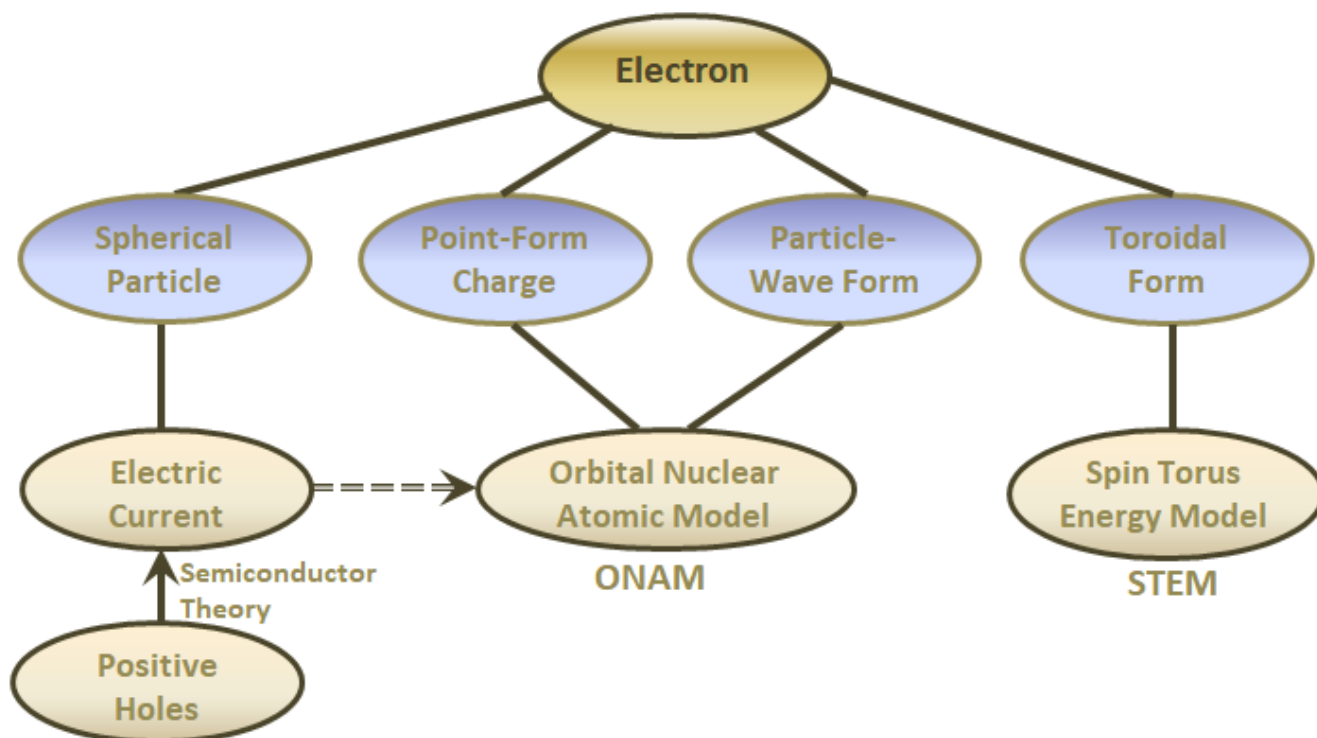 Electron
Spherical
Particle
Point-Form
Charge
Particle-
Wave Form
Toroidal
Form
Electric
Current
Orbital Nuclear
Atomic Model
Spin Torus
Energy Model
ONAM
STEM
Semiconductor
Theory
Positive
Holes